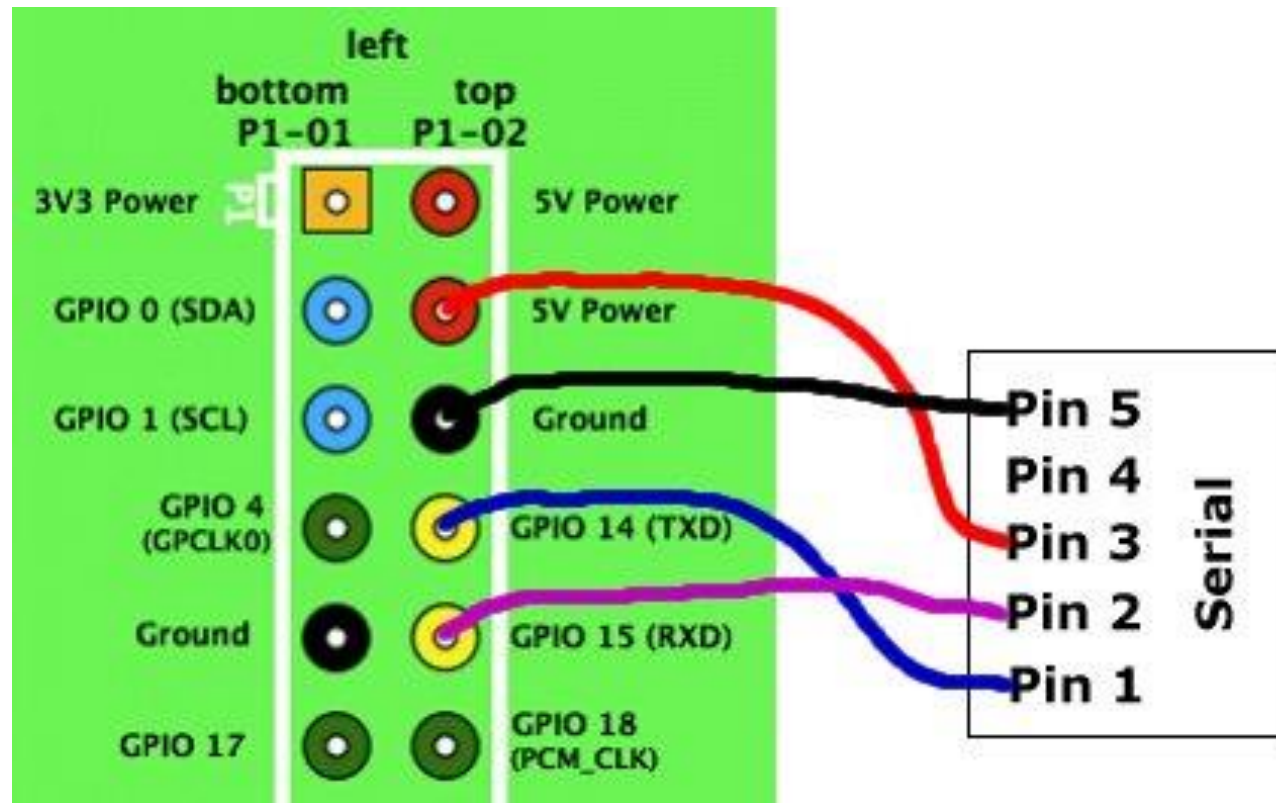 left
bottom top
P1-01 P1-02
3V3 Power P1 5V Power
GPIO 0 (SDA) 5V Power
GPIO 1 (SCL) Ground
GPIO 4
(GPCLK0)
GPIO 14 (TXD)
Ground GPIO 15 (RXD)
GPIO 17
GPIO 18
(PCM_CLK)
Pin 5
Pin 4
Pin 3
Pin 2
Pin 1
Serial